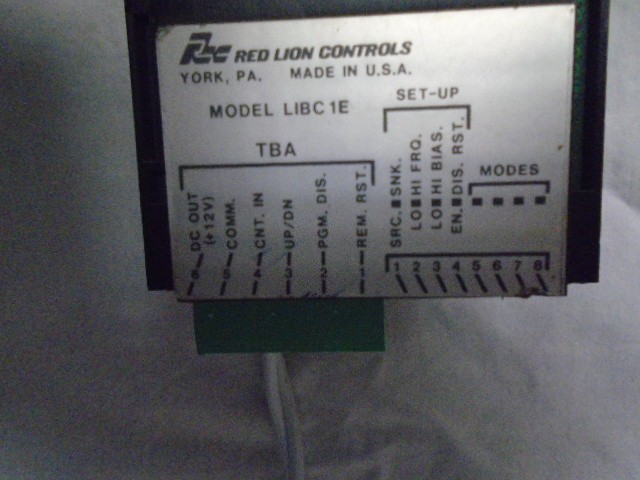 RLC RED LION CONTROLS
YORK, PA. MADE IN U.S.A.
MODEL LIBC1E
SET-UP
TBA
MODES
DC OUT
(+12V)
COMM.
CNT. IN
UP/DN
PGM. DIS.
REM. RST.
SRC. SNK.
LO HI FRQ.
LO HI BIAS.
EN. DIS. RST.
6 5 4 3 2 1
1 2 3 4 5 6 7 8